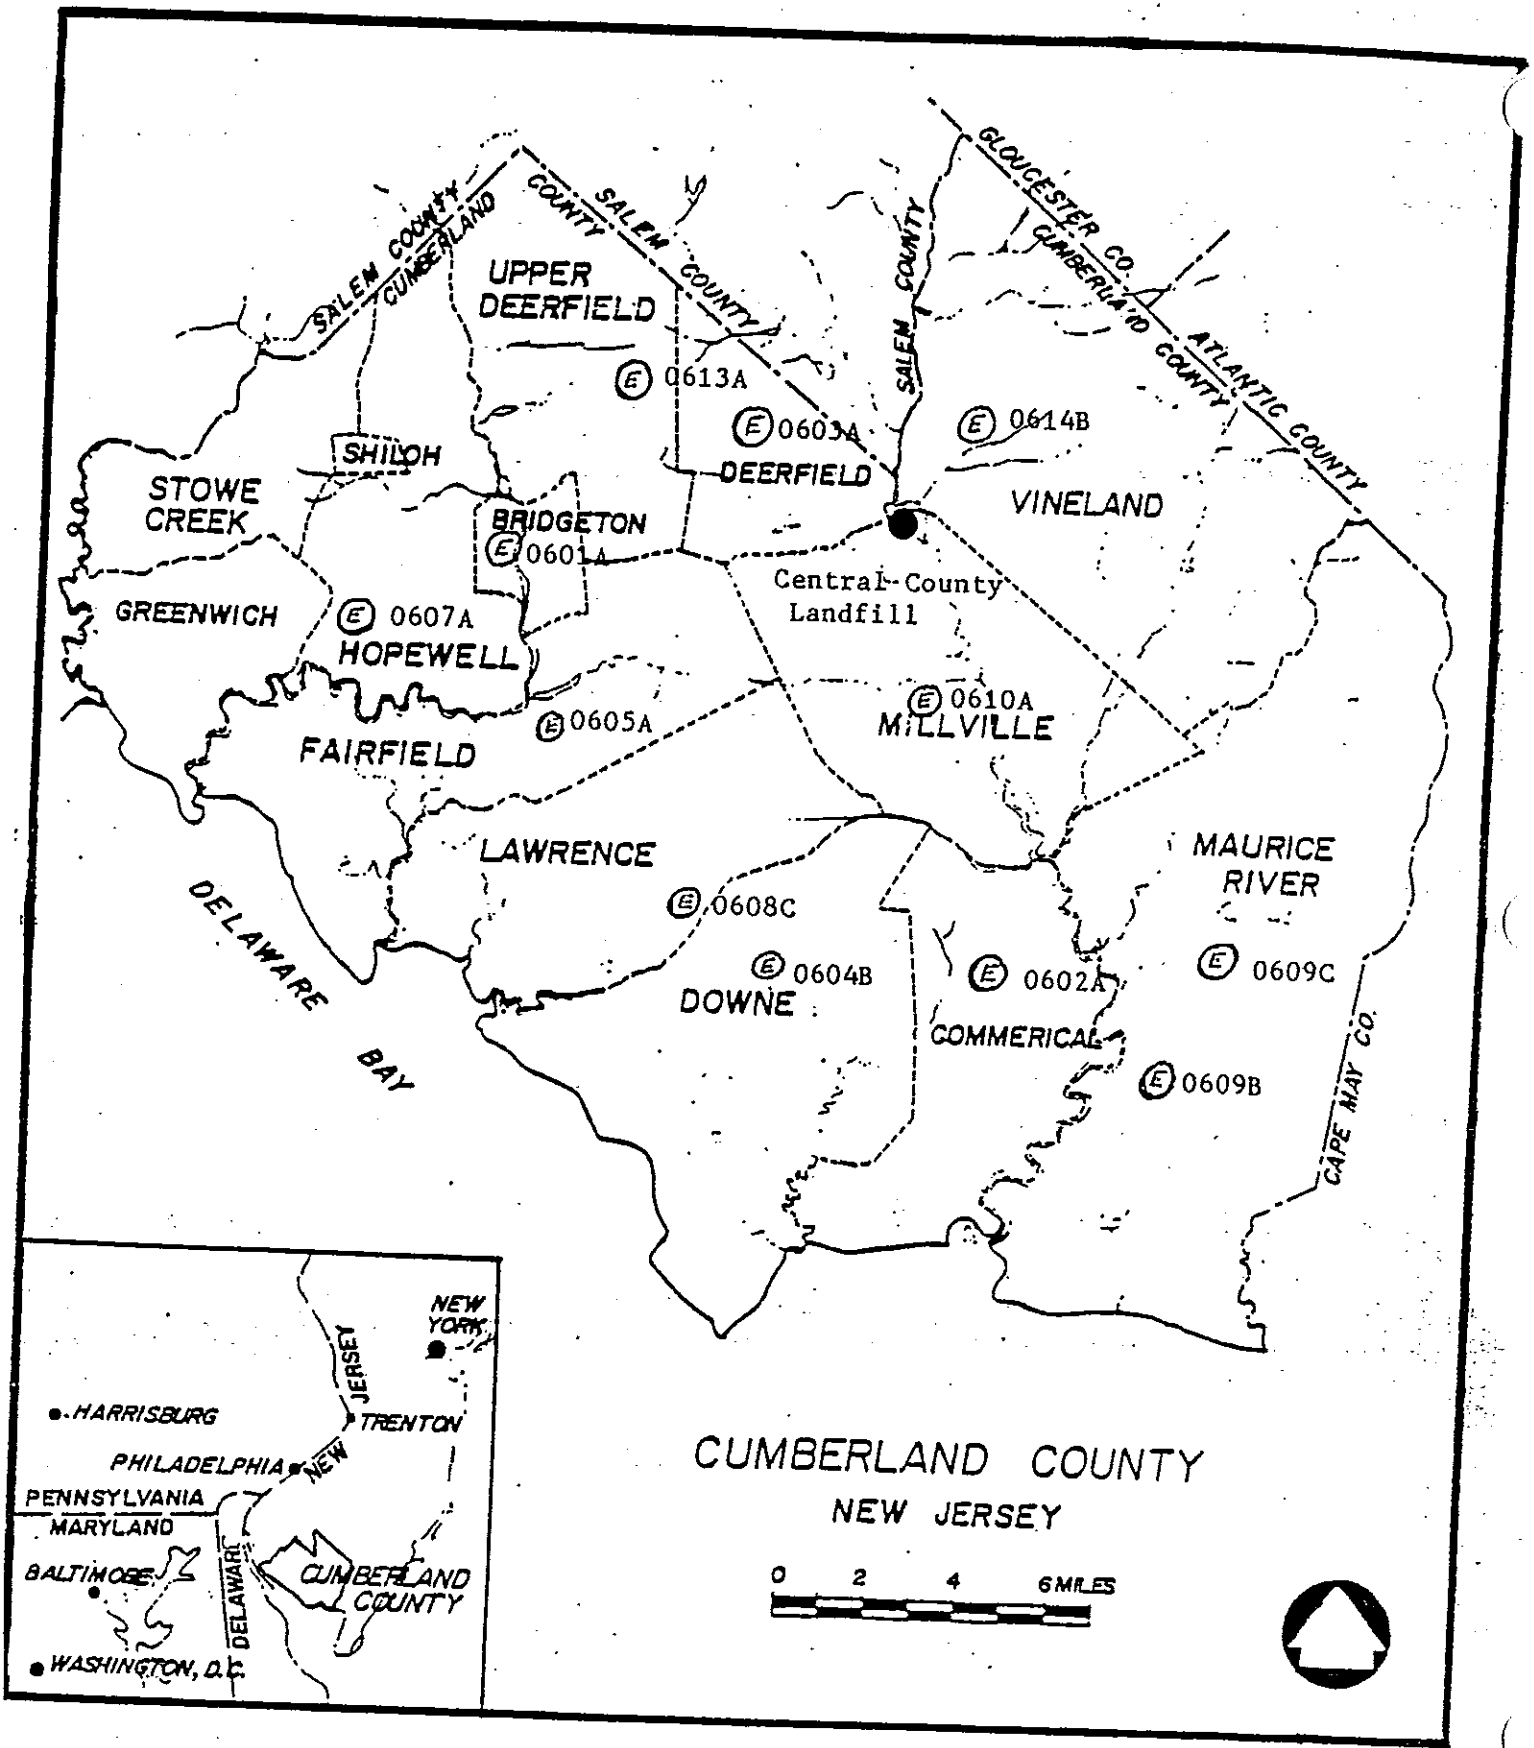 GLOUCESTER CO.
CUMBERLAND COUNTY
ATLANTIC COUNTY
SALEM COUNTY
SALEM COUNTY
CUMBERLAND
COUNTY
SALEM COUNTY
UPPER
DEERFIELD
E 0613A
E 0603A
DEERFIELD
E 0614B
VINELAND
SHILOH
STOWE
CREEK
BRIDGETON
E 0601A
Central County
Landfill
GREENWICH
E 0607A
HOPEWELL
E 0605A
FAIRFIELD
E 0610A
MILLVILLE
LAWRENCE
MAURICE
RIVER
E 0608C
E 0604B
DOWNE
E 0602A
COMMERICAL
E 0609C
E 0609B
CAPE MAY CO.
DELAWARE
BAY
NEW
YORK
NEW JERSEY
HARRISBURG
TRENTON
PHILADELPHIA
PENNSYLVANIA
MARYLAND
BALTIMORE
DELAWARE
CUMBERLAND
COUNTY
WASHINGTON, D.C.
CUMBERLAND COUNTY
NEW JERSEY
0 2 4 6 MILES